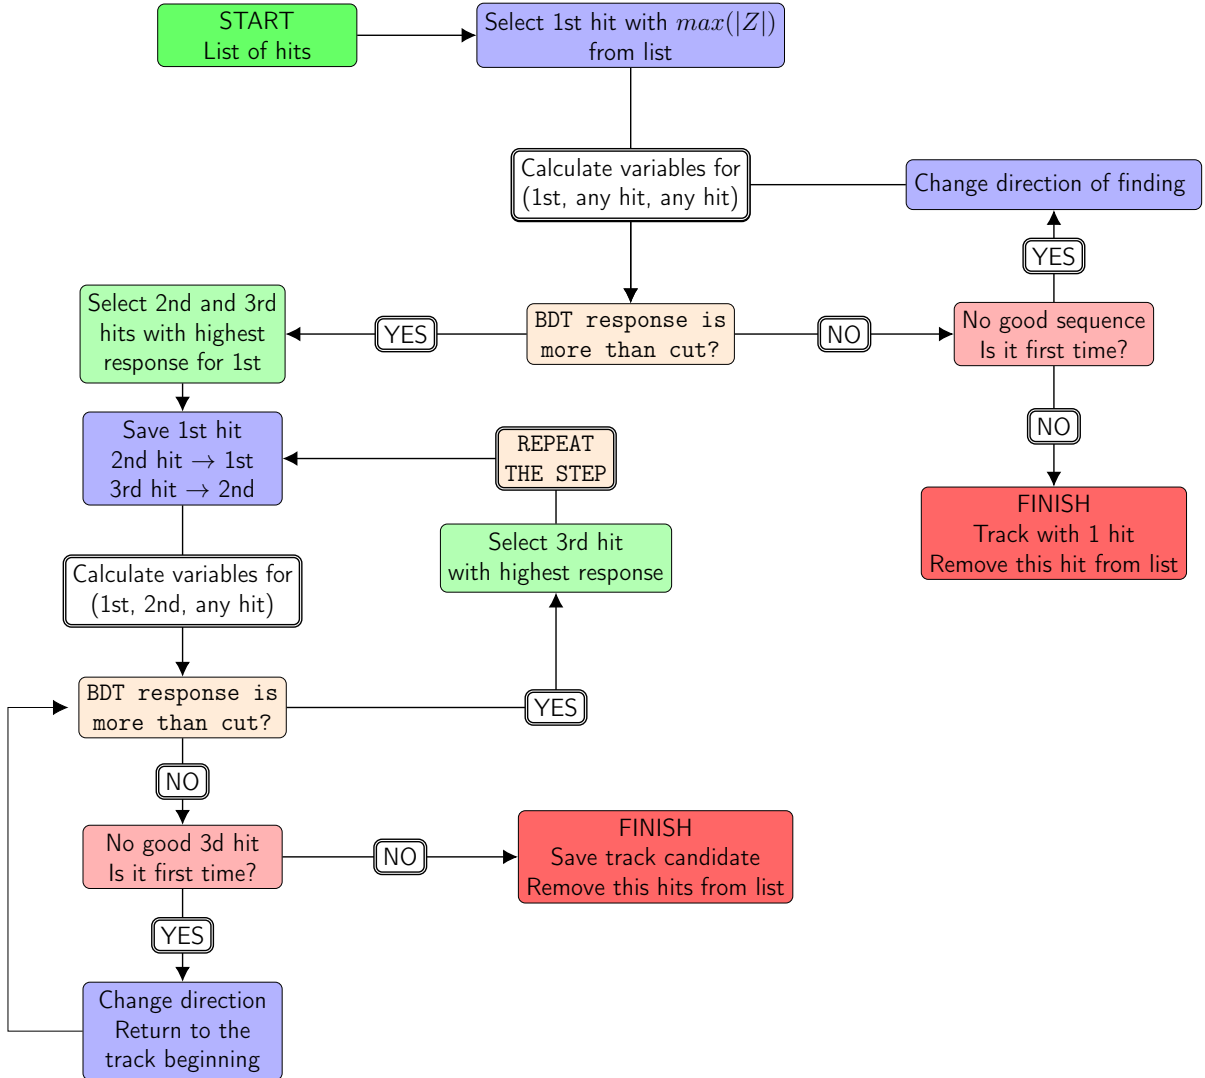 START
List of hits
Select 1st hit with max(|Z|)
from list
Calculate variables for
(1st, any hit, any hit)
Change direction of finding
YES
Select 2nd and 3rd
hits with highest
response for 1st
YES
BDT response is
more than cut?
NO
No good sequence
Is it first time?
NO
Save 1st hit
2nd hit → 1st
3rd hit → 2nd
REPEAT
THE STEP
FINISH
Track with 1 hit
Remove this hit from list
Select 3rd hit
with highest response
Calculate variables for
(1st, 2nd, any hit)
BDT response is
more than cut?
YES
NO
No good 3d hit
Is it first time?
NO
FINISH
Save track candidate
Remove this hits from list
YES
Change direction
Return to the
track beginning